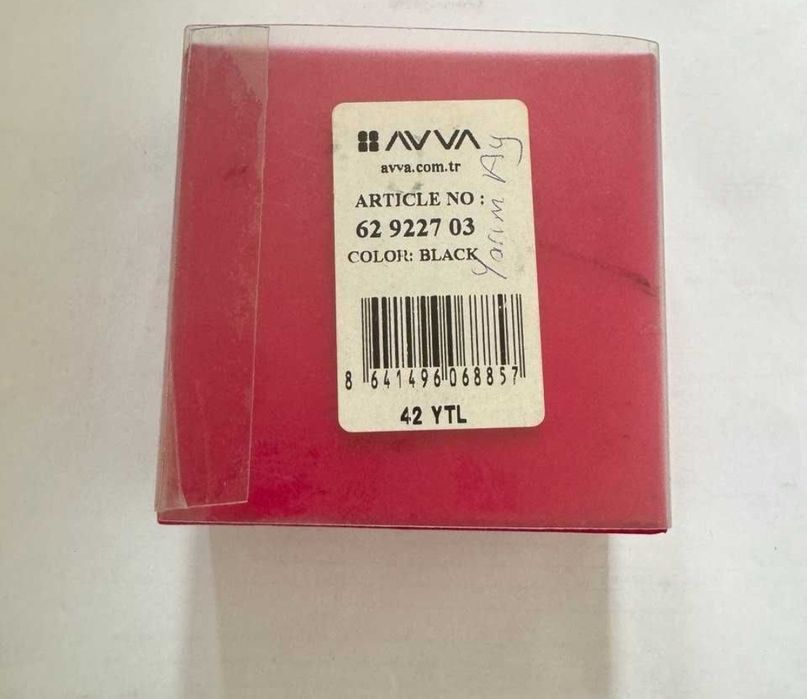 AVVA
avva.com.tr
ARTICLE NO :
62 9227 03
COLOR: BLACK
8 641496 068857
42 YTL
Yarım Ay